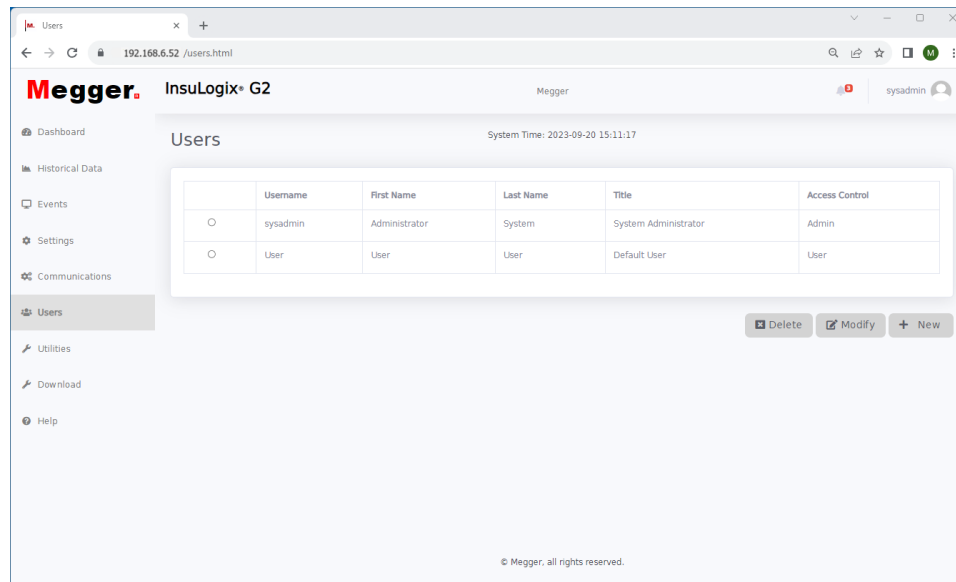 M. Users
192.168.6.52 /users.html
M
Megger.
InsuLogix® G2
Megger
3
sysadmin
Dashboard
Historical Data
Events
Settings
Communications
Users
Utilities
Download
Help
Users
System Time: 2023-09-20 15:11:17
Username First Name Last Name Title Access Control
sysadmin Administrator System System Administrator Admin
User User User Default User User
Delete Modify New
© Megger, all rights reserved.